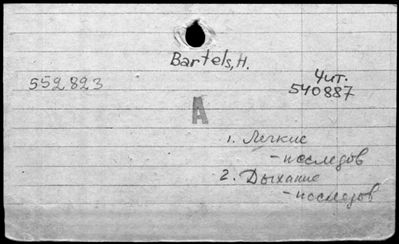 Bartels, H.
552823
Чит.
540887
A
1. Легкие
- исследов
2. Дыхание
- исследов